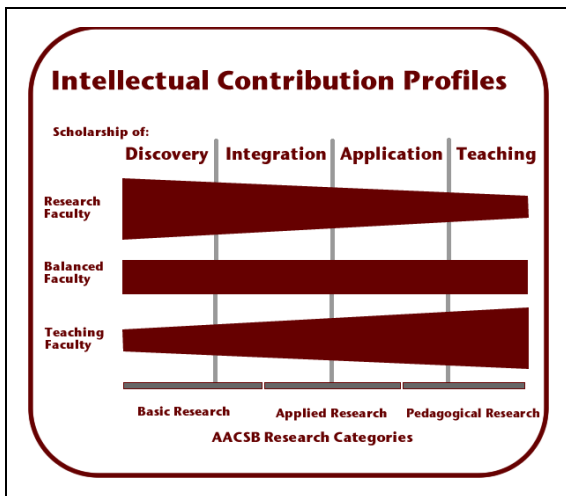 Intellectual Contribution Profiles
Scholarship of:
Discovery Integration Application Teaching
Research
Faculty
Balanced
Faculty
Teaching
Faculty
Basic Research Applied Research Pedagogical Research
AACSB Research Categories